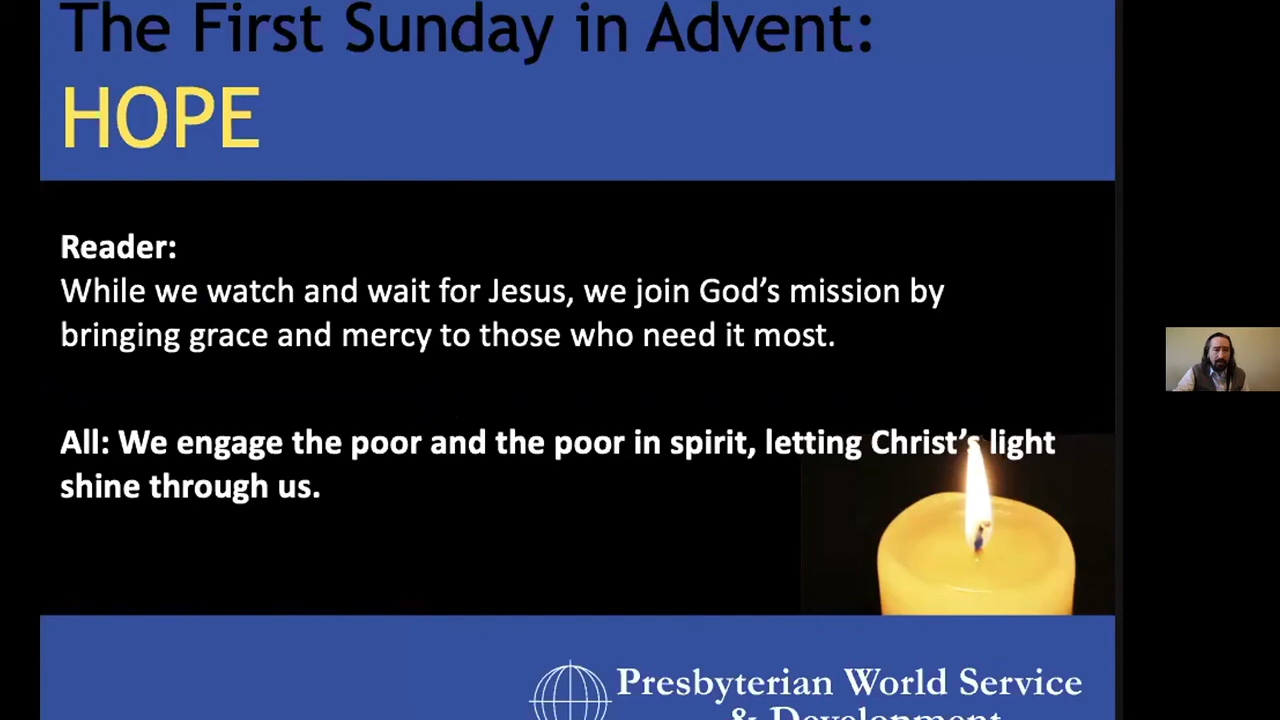 The First Sunday in Advent:
HOPE
Reader:
While we watch and wait for Jesus, we join God’s mission by
bringing grace and mercy to those who need it most.
All: We engage the poor and the poor in spirit, letting Christ’s light
shine through us.
Presbyterian World Service
& Development